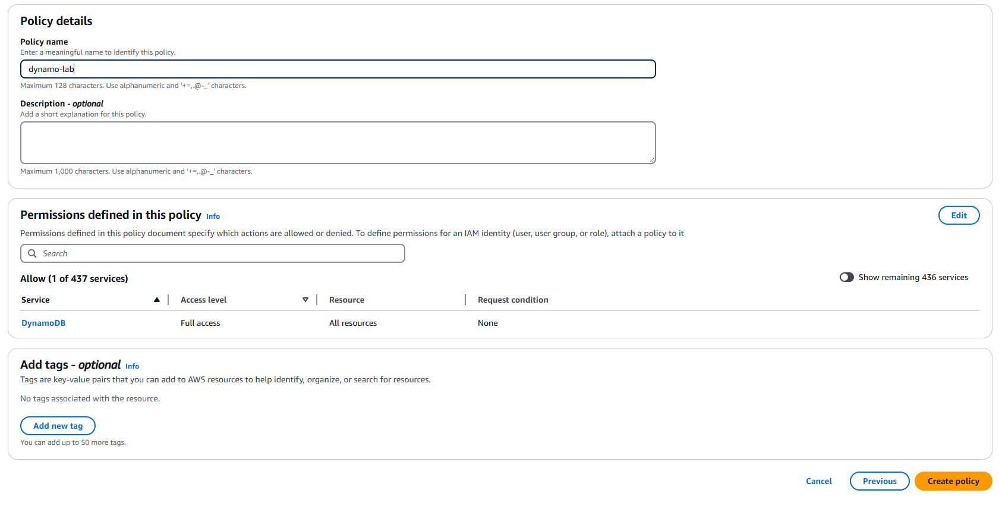 Policy details
Policy name
Enter a meaningful name to identify this policy.
dynamo-lab
Maximum 128 characters. Use alphanumeric and '+=,.@-_' characters.
Description - optional
Add a short explanation for this policy.
Maximum 1,000 characters. Use alphanumeric and '+=,.@-_' characters.
Permissions defined in this policy Info
Edit
Permissions defined in this policy document specify which actions are allowed or denied. To define permissions for an IAM identity (user, user group, or role), attach a policy to it
Search
Allow (1 of 437 services)
Show remaining 436 services
Service Access level Resource Request condition
DynamoDB Full access All resources None
Add tags - optional Info
Tags are key-value pairs that you can add to AWS resources to help identify, organize, or search for resources.
No tags associated with the resource.
Add new tag
You can add up to 50 more tags.
Cancel Previous Create policy